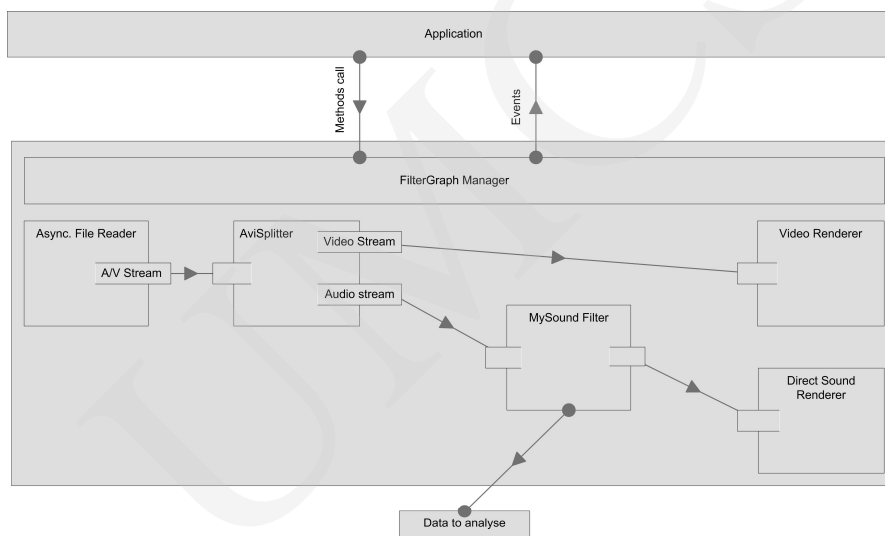 Application
Methods call
Events
FilterGraph Manager
Async. File Reader
A/V Stream
AviSplitter
Video Stream
Audio stream
MySound Filter
Video Renderer
Direct Sound
Renderer
Data to analyse
UMCS